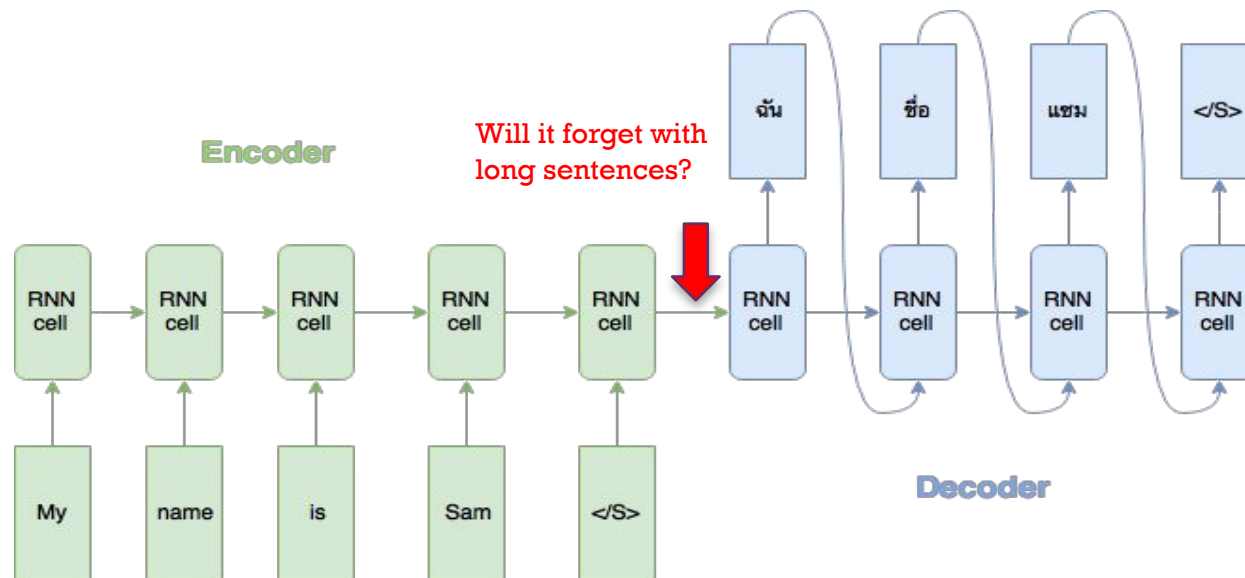 ฉัน
ชื่อ
แซม
</S>
Will it forget with
long sentences?
Encoder
RNN
cell
RNN
cell
RNN
cell
RNN
cell
RNN
cell
RNN
cell
RNN
cell
RNN
cell
RNN
cell
My
name
is
Sam
</S>
Decoder